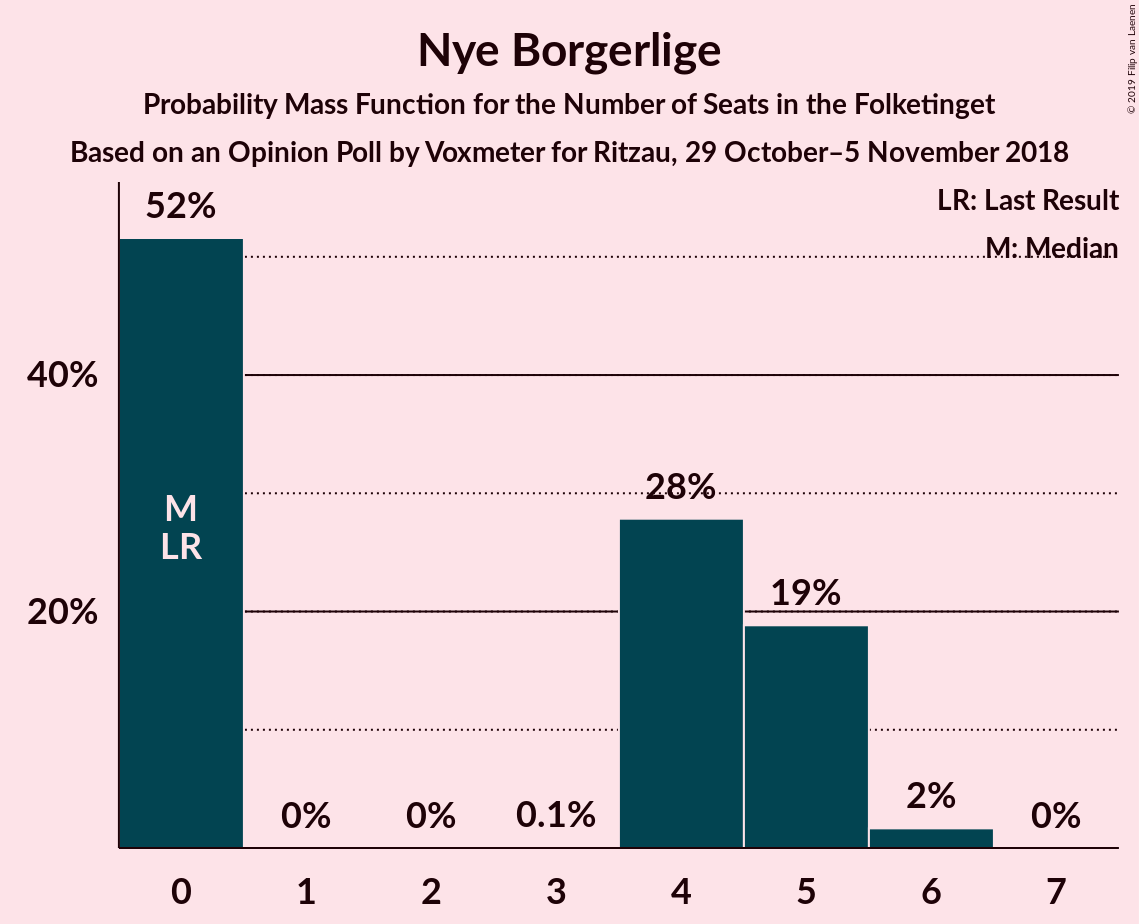 Nye Borgerlige
Probability Mass Function for the Number of Seats in the Folketinget
Based on an Opinion Poll by Voxmeter for Ritzau, 29 October–5 November 2018
© 2019 Filip van Laenen
LR: Last Result
M: Median
52%
40%
20%
M
LR
0%
0%
0.1%
28%
19%
2%
0%
0
1
2
3
4
5
6
7